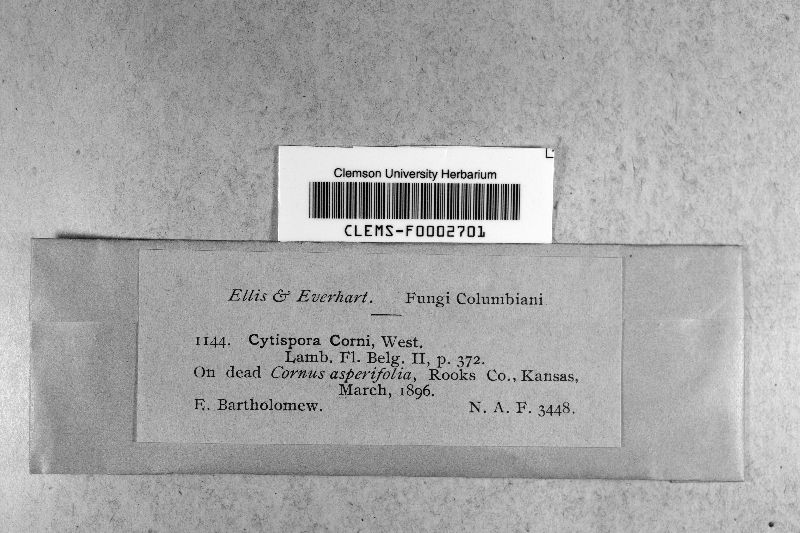 Clemson University Herbarium
CLEMS-F0002701
Ellis & Everhart. Fungi Columbiani
1144. Cytispora Corni, West.
Lamb. Fl. Belg. II, p. 372.
On dead Cornus asperifolia, Rooks Co., Kansas,
March, 1896.
E. Bartholomew. N. A. F. 3448.